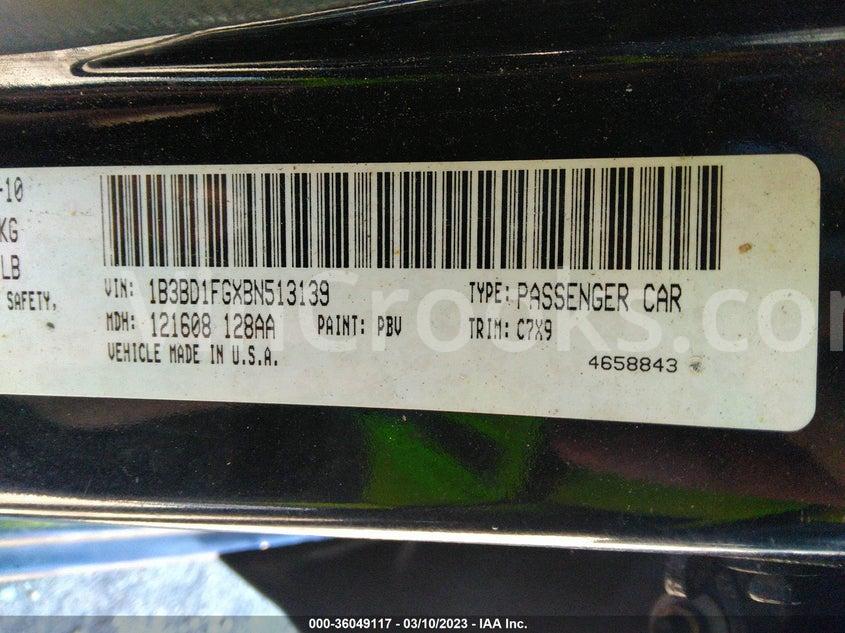 -10
KG
LB
SAFETY,
VIN: 1B3BD1FGXBN513139 TYPE: PASSENGER CAR
MDH: 121608 128AA PAINT: PBV TRIM: C7X9
VEHICLE MADE IN U.S.A.
4658843
000-36049117 - 03/10/2023 - IAA Inc.